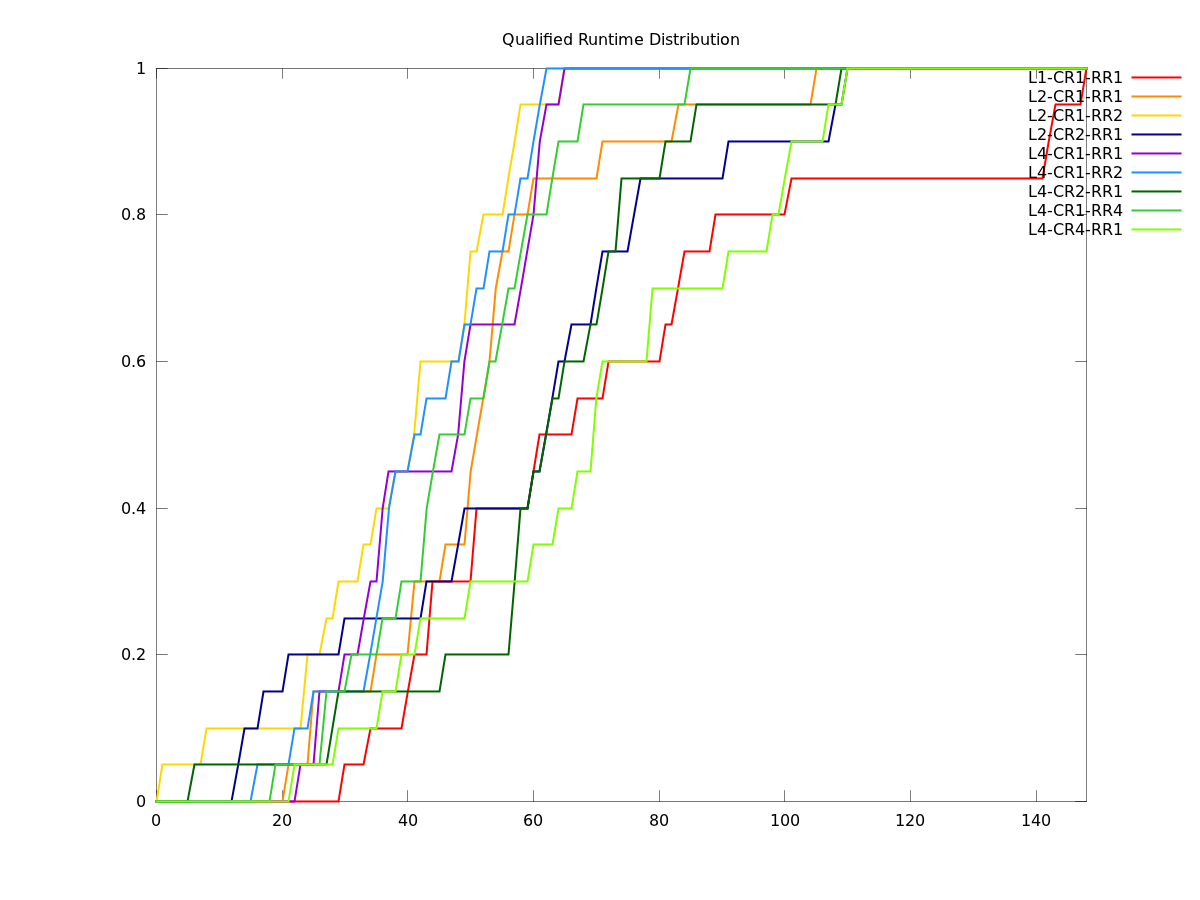 Qualified Runtime Distribution
1
0.8
0.6
0.4
0.2
0
0 20 40 60 80 100 120 140
L1-CR1-RR1
L2-CR1-RR1
L2-CR1-RR2
L2-CR2-RR1
L4-CR1-RR1
L4-CR1-RR2
L4-CR2-RR1
L4-CR1-RR4
L4-CR4-RR1